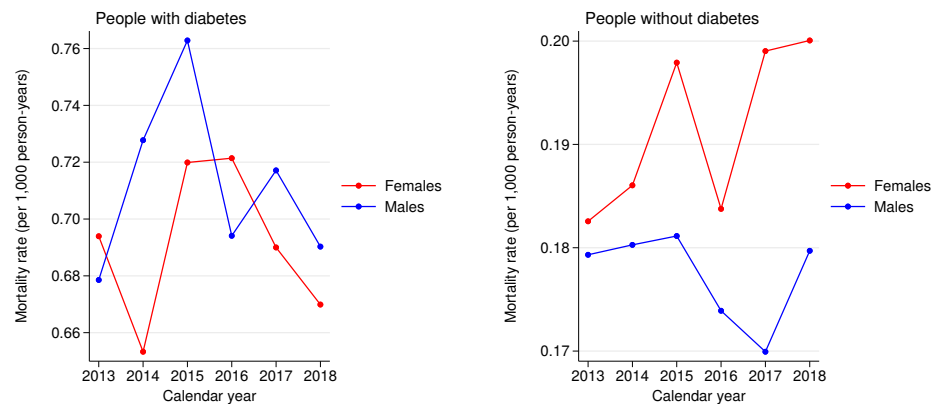 People with diabetes
Mortality rate (per 1,000 person-years)
0.76
0.74
0.72
0.70
0.68
0.66
2013 2014 2015 2016 2017 2018
Calendar year
Females
Males
People without diabetes
Mortality rate (per 1,000 person-years)
0.20
0.19
0.18
0.17
2013 2014 2015 2016 2017 2018
Calendar year
Females
Males